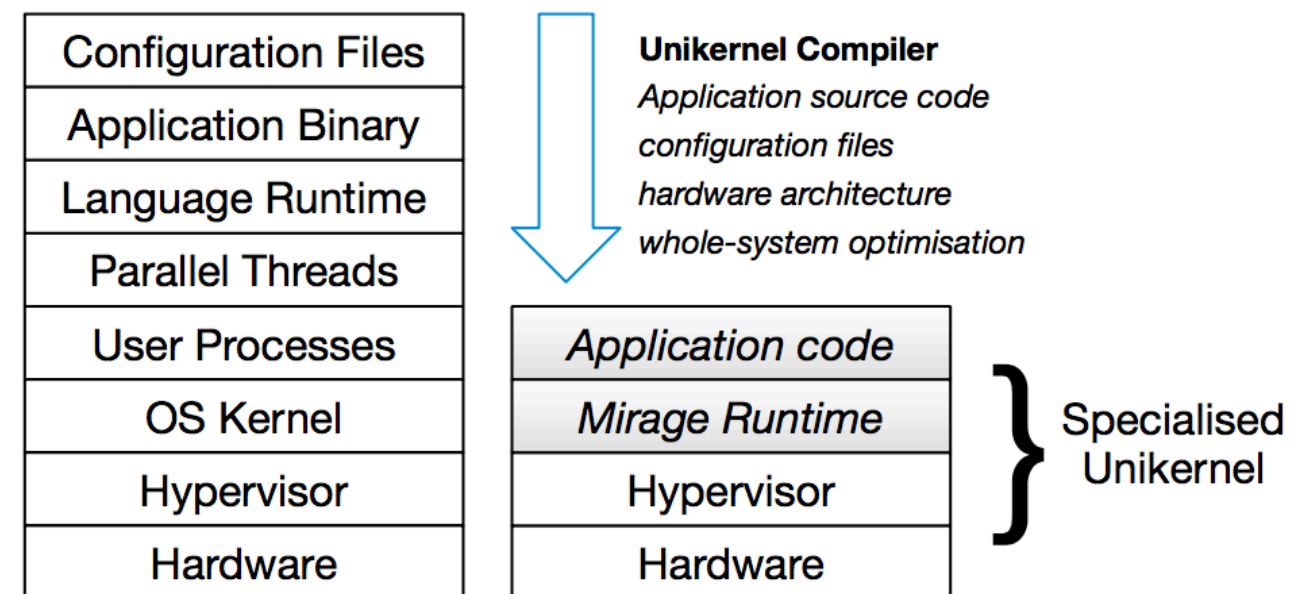 Configuration Files
Application Binary
Language Runtime
Parallel Threads
User Processes
OS Kernel
Hypervisor
Hardware
Unikernel Compiler
Application source code
configuration files
hardware architecture
whole-system optimisation
Application code
Mirage Runtime
Hypervisor
Hardware
Specialised
Unikernel